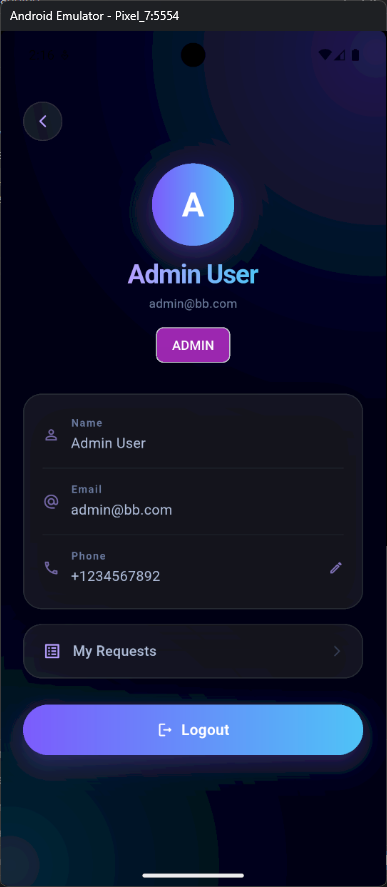 Android Emulator - Pixel_7:5554
A
Admin User
admin@bb.com
ADMIN
Name
Admin User
Email
admin@bb.com
Phone
+1234567892
My Requests
Logout